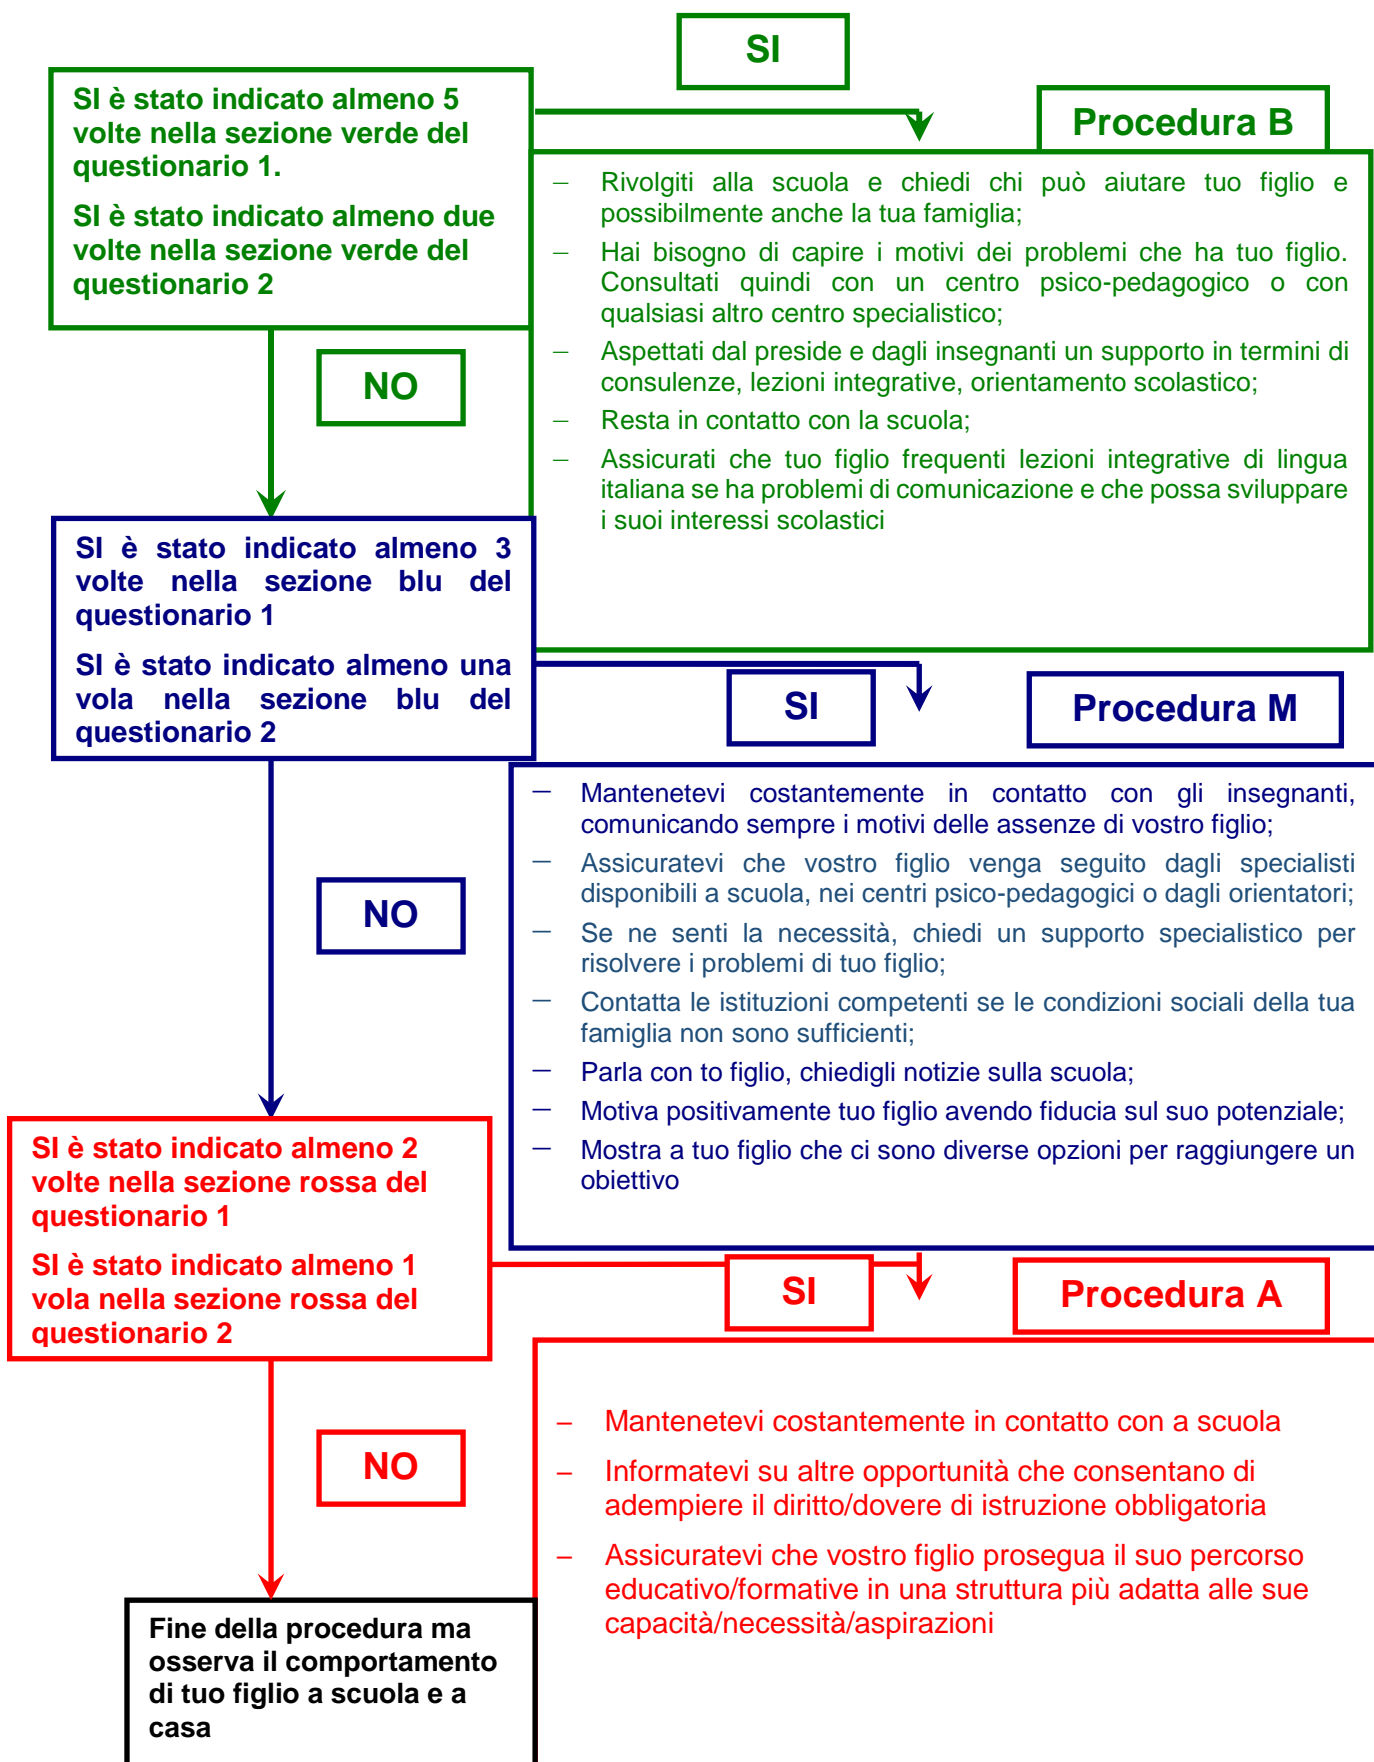 SI
SI è stato indicato almeno 5
volte nella sezione verde del
questionario 1.
SI è stato indicato almeno due
volte nella sezione verde del
questionario 2
Procedura B
– Rivolgiti alla scuola e chiedi chi può aiutare tuo figlio e
possibilmente anche la tua famiglia;
– Hai bisogno di capire i motivi dei problemi che ha tuo figlio.
Consultati quindi con un centro psico-pedagogico o con
qualsiasi altro centro specialistico;
– Aspettati dal preside e dagli insegnanti un supporto in termini di
consulenze, lezioni integrative, orientamento scolastico;
– Resta in contatto con la scuola;
– Assicurati che tuo figlio frequenti lezioni integrative di lingua
italiana se ha problemi di comunicazione e che possa sviluppare
i suoi interessi scolastici
NO
SI è stato indicato almeno 3
volte nella sezione blu del
questionario 1
SI è stato indicato almeno una
vola nella sezione blu del
questionario 2
SI
Procedura M
– Mantenetevi costantemente in contatto con gli insegnanti,
comunicando sempre i motivi delle assenze di vostro figlio;
– Assicuratevi che vostro figlio venga seguito dagli specialisti
disponibili a scuola, nei centri psico-pedagogici o dagli orientatori;
– Se ne senti la necessità, chiedi un supporto specialistico per
risolvere i problemi di tuo figlio;
– Contatta le istituzioni competenti se le condizioni sociali della tua
famiglia non sono sufficienti;
– Parla con to figlio, chiedigli notizie sulla scuola;
– Motiva positivamente tuo figlio avendo fiducia sul suo potenziale;
– Mostra a tuo figlio che ci sono diverse opzioni per raggiungere un
obiettivo
NO
SI è stato indicato almeno 2
volte nella sezione rossa del
questionario 1
SI è stato indicato almeno 1
vola nella sezione rossa del
questionario 2
SI
Procedura A
– Mantenetevi costantemente in contatto con a scuola
– Informatevi su altre opportunità che consentano di
adempiere il diritto/dovere di istruzione obbligatoria
– Assicuratevi che vostro figlio prosegua il suo percorso
educativo/formative in una struttura più adatta alle sue
capacità/necessità/aspirazioni
NO
Fine della procedura ma
osserva il comportamento
di tuo figlio a scuola e a
casa